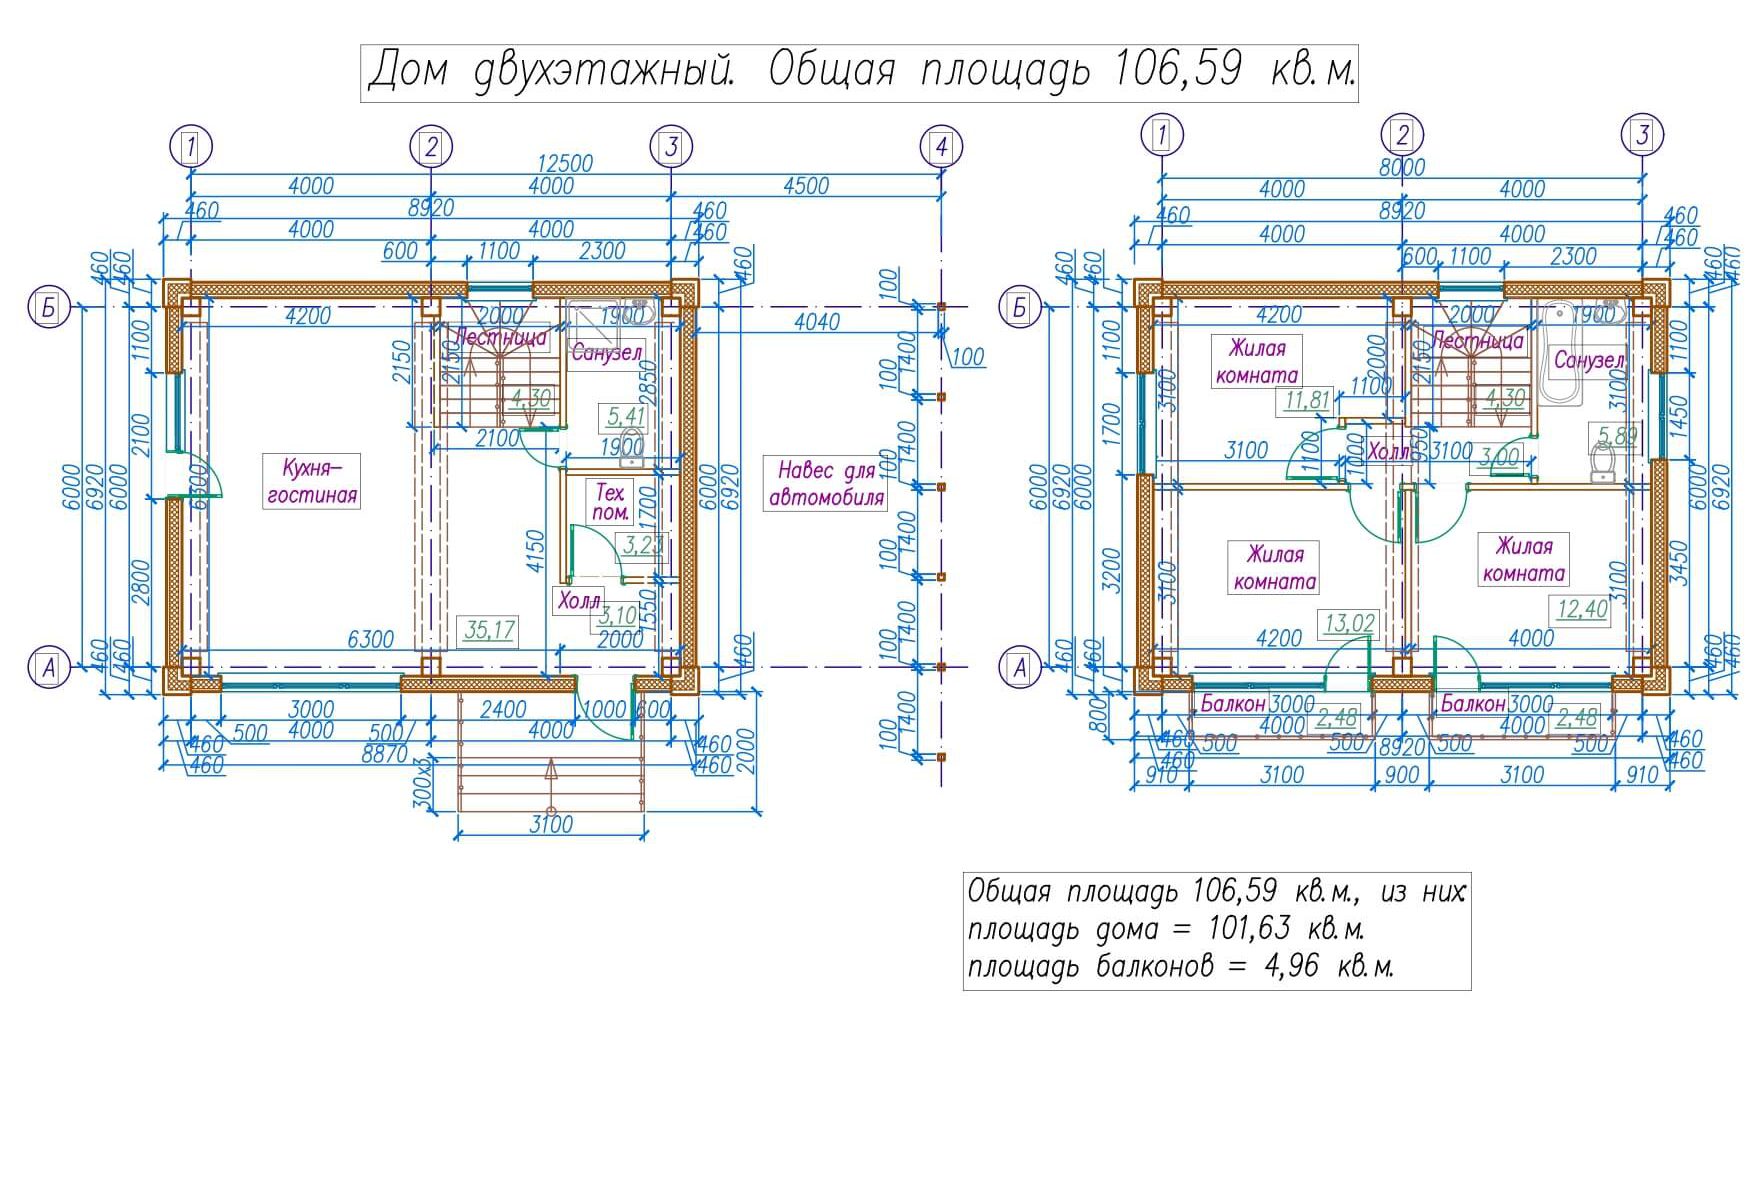 Дом двухэтажный. Общая площадь 106,59 кв.м.
1 2 3 4
12500
4000 4000 4500
460 8920 460
4000 4000 460
600 1100 2300
460 460 460
Б
4200 2000 1900 4040
100
1100 2150 2150 Лестница Санузел 2850 1400
100
4,30 5,41
2100 2100 1900 1400
6000 6920 6000 6300 6000 6920
Кухня-
гостиная
Тех.
пом.
1700
3,23
Навес для
автомобиля
100 1400
4150
2800
Холл 3,10 1550
100 1400
35,17
6300 2000
А
460 460 460
100 1400
100
3000 2400 1000 600
500 4000 500 4000
460 8870 460
460 460
2000
300х3
3100
1 2 3
8000
4000 4000
460 8920 460
4000 4000 460
600 1100 2300
460 460 460 460
Б
4200 2000 1900
1100 Жилая
комната
2000 2150 Лестница Санузел 1100
3100 1100 3100
11,81 4,30
1700 1450
3100 1100 1000 Холл 950 3100 3,00 5,89
6000 6920 6000 6000 6920
Жилая
комната
Жилая
комната
3200 3100 3100 3450
13,02 12,40
4200 4000
А
460 460 460 460
800
Балкон 3000 Балкон 3000
4000 2,48 4000 2,48
460 500 500 8920 500 500 460
460 460
910 3100 900 3100 910
Общая площадь 106,59 кв.м., из них:
площадь дома = 101,63 кв.м.
площадь балконов = 4,96 кв.м.